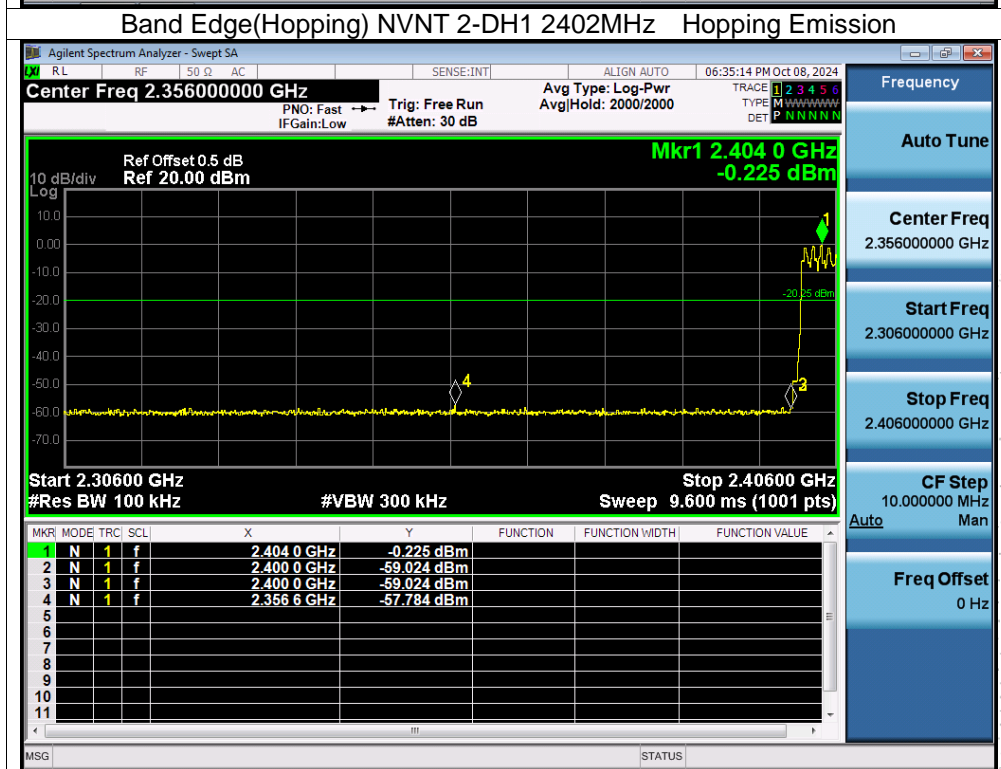 Band Edge(Hopping) NVNT 2-DH1 2402MHz Hopping Emission
Agilent Spectrum Analyzer - Swept SA
LXI RL RF 50 Ω AC SENSE:INT ALIGN AUTO 06:35:14 PM Oct 08, 2024
Center Freq 2.356000000 GHz
PNO: Fast
IFGain:Low
Trig: Free Run
#Atten: 30 dB
Avg Type: Log-Pwr
Avg|Hold: 2000/2000
TRACE 1 2 3 4 5 6
TYPE M WWWWW
DET P N N N N N
Mkr1 2.404 0 GHz
-0.225 dBm
Ref Offset 0.5 dB
Ref 20.00 dBm
10 dB/div
Log
10.0
0.00
-10.0
-20.0
-30.0
-40.0
-50.0
-60.0
-70.0
1
-20.25 dBm
4
Start 2.30600 GHz
Stop 2.40600 GHz
#Res BW 100 kHz
#VBW 300 kHz
Sweep 9.600 ms (1001 pts)
MKR MODE TRC SCL X Y FUNCTION FUNCTION WIDTH FUNCTION VALUE
1 N 1 f 2.404 0 GHz -0.225 dBm
2 N 1 f 2.400 0 GHz -59.024 dBm
3 N 1 f 2.400 0 GHz -59.024 dBm
4 N 1 f 2.356 6 GHz -57.784 dBm
5
6
7
8
9
10
11
MSG
STATUS
Frequency
Auto Tune
Center Freq
2.356000000 GHz
Start Freq
2.306000000 GHz
Stop Freq
2.406000000 GHz
CF Step
10.000000 MHz
Auto Man
Freq Offset
0 Hz